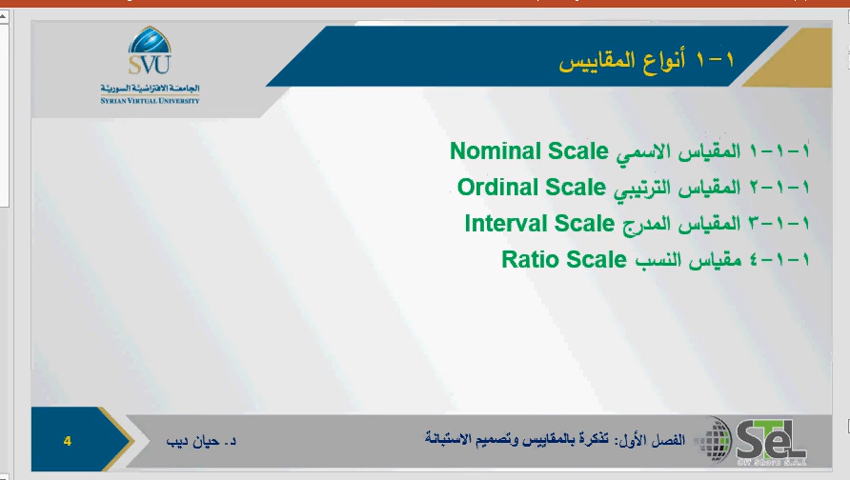 SVU
الجامعة الافتراضية السورية
SYRIAN VIRTUAL UNIVERSITY
١-١ أنواع المقاييس
١-١-١ المقياس الاسمي Nominal Scale
١-١-٢ المقياس الترتيبي Ordinal Scale
١-١-٣ المقياس المدرج Interval Scale
١-١-٤ مقياس النسب Ratio Scale
STeL
الفصل الأول: تذكرة بالمقاييس وتصميم الاستبانة
د. حيان ديب
4